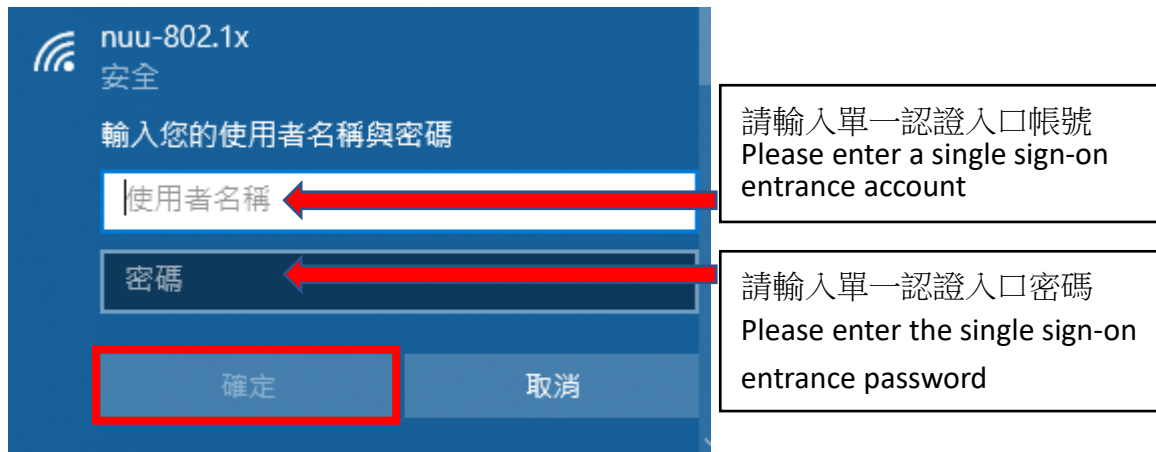 nuu-802.1x
安全
輸入您的使用者名稱與密碼
使用者名稱
密碼
確定
取消
請輸入單一認證入口帳號
Please enter a single sign-on
entrance account
請輸入單一認證入口密碼
Please enter the single sign-on
entrance password